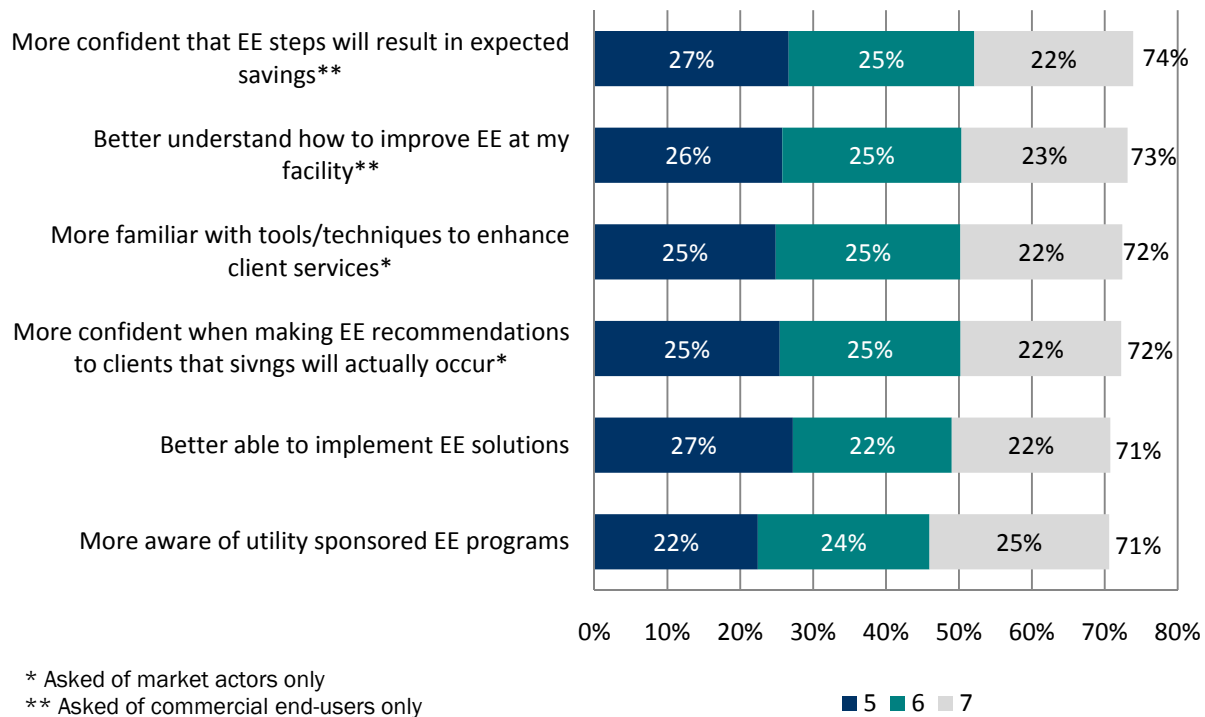 More confident that EE steps will result in expected
savings**
27% 25% 22% 74%
Better understand how to improve EE at my
facility**
26% 25% 23% 73%
More familiar with tools/techniques to enhance
client services*
25% 25% 22% 72%
More confident when making EE recommendations
to clients that sivngs will actually occur*
25% 25% 22% 72%
Better able to implement EE solutions
27% 22% 22% 71%
More aware of utility sponsored EE programs
22% 24% 25% 71%
0% 10% 20% 30% 40% 50% 60% 70% 80%
* Asked of market actors only
** Asked of commercial end-users only
5 6 7